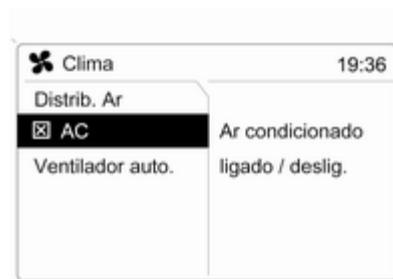 Clima 19:36
Distrib. Ar
AC Ar condicionado
Ventilador auto. ligado / deslig.